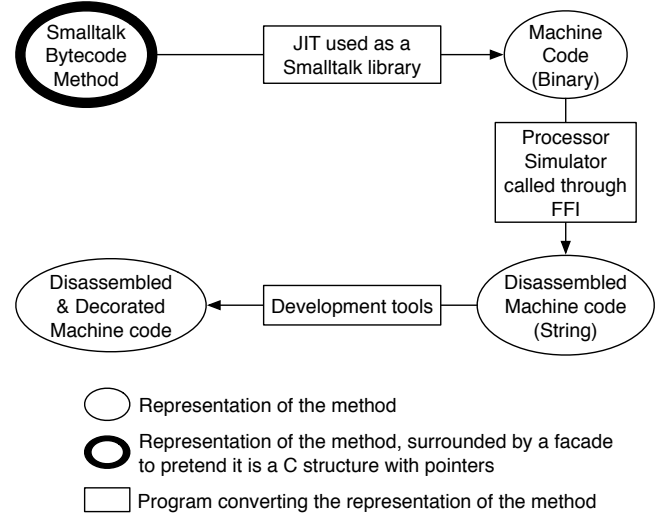 Smalltalk
Bytecode
Method
JIT used as a
Smalltalk library
Machine
Code
(Binary)
Processor
Simulator
called through
FFI
Disassembled
& Decorated
Machine code
Development tools
Disassembled
Machine code
(String)
Representation of the method
Representation of the method, surrounded by a facade
to pretend it is a C structure with pointers
Program converting the representation of the method